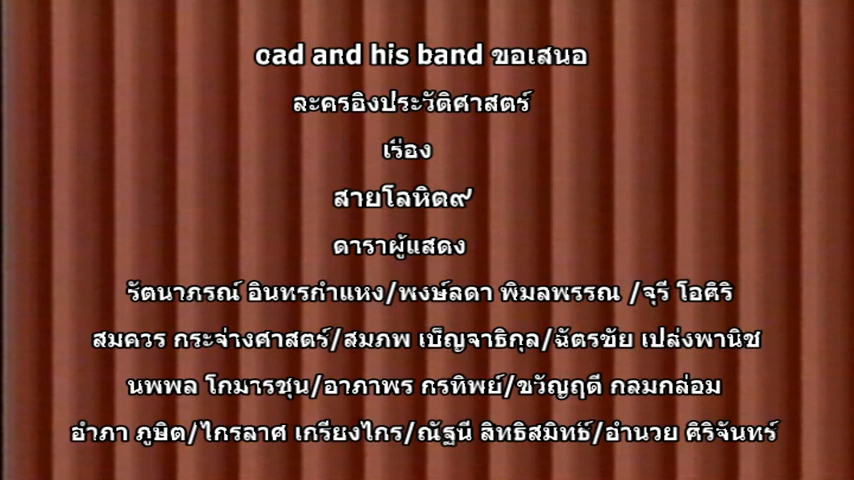 oad and his band ขอเสนอ
ละครอิงประวัติศาสตร์
เรื่อง
สายโลหิต๙
ดาราผู้แสดง
รัตนาภรณ์ อินทรกำแหง/พงษ์ลดา พิมลพรรณ /จุรี โอศิริ
สมควร กระจ่างศาสตร์/สมภพ เบ็ญจาธิกุล/ฉัตรชัย เปล่งพานิช
นพพล โกมารชุน/อาภาพร กรทิพย์/ขวัญฤดี กลมกล่อม
อำภา ภูษิต/ไกรลาศ เกรียงไกร/ณัฐนี สิทธิสมิทธ์/อำนวย ศิริจันทร์